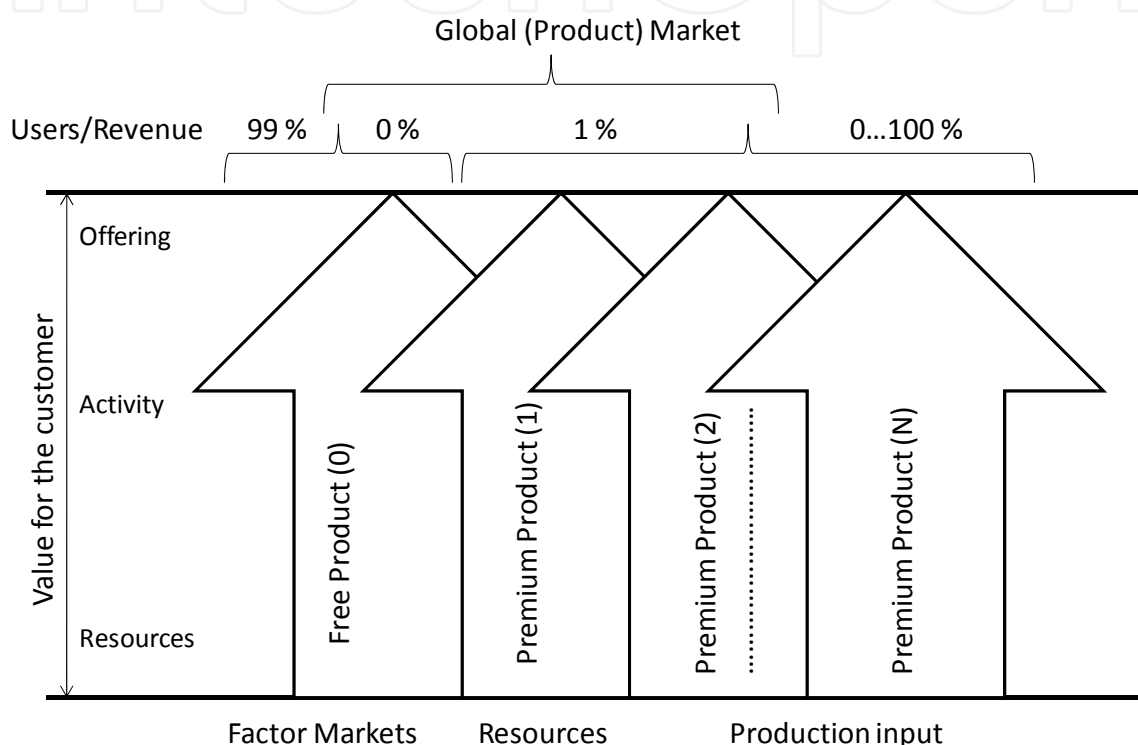 Global (Product) Market
Users/Revenue 99 % 0 % 1 % 0...100 %
Offering
Activity
Resources
Value for the customer
Free Product (0)
Premium Product (1)
Premium Product (2)
Premium Product (N)
Factor Markets Resources Production input